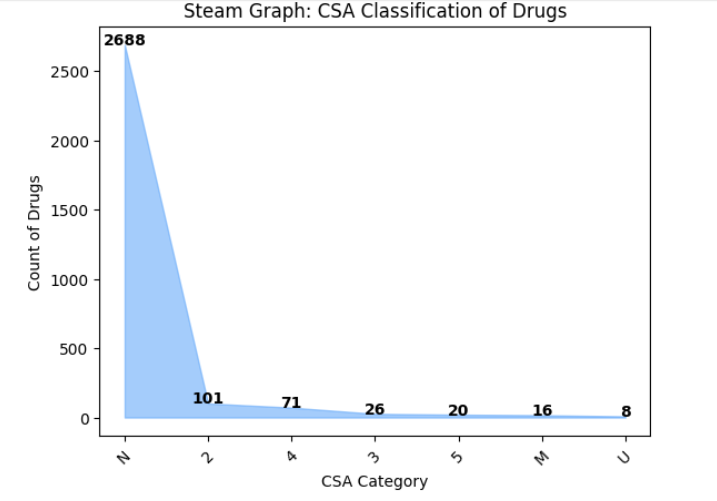 Steam Graph: CSA Classification of Drugs
2688
2500
2000
1500
1000
500
0
Count of Drugs
101
71
26
20
16
8
N
2
4
3
5
M
U
CSA Category